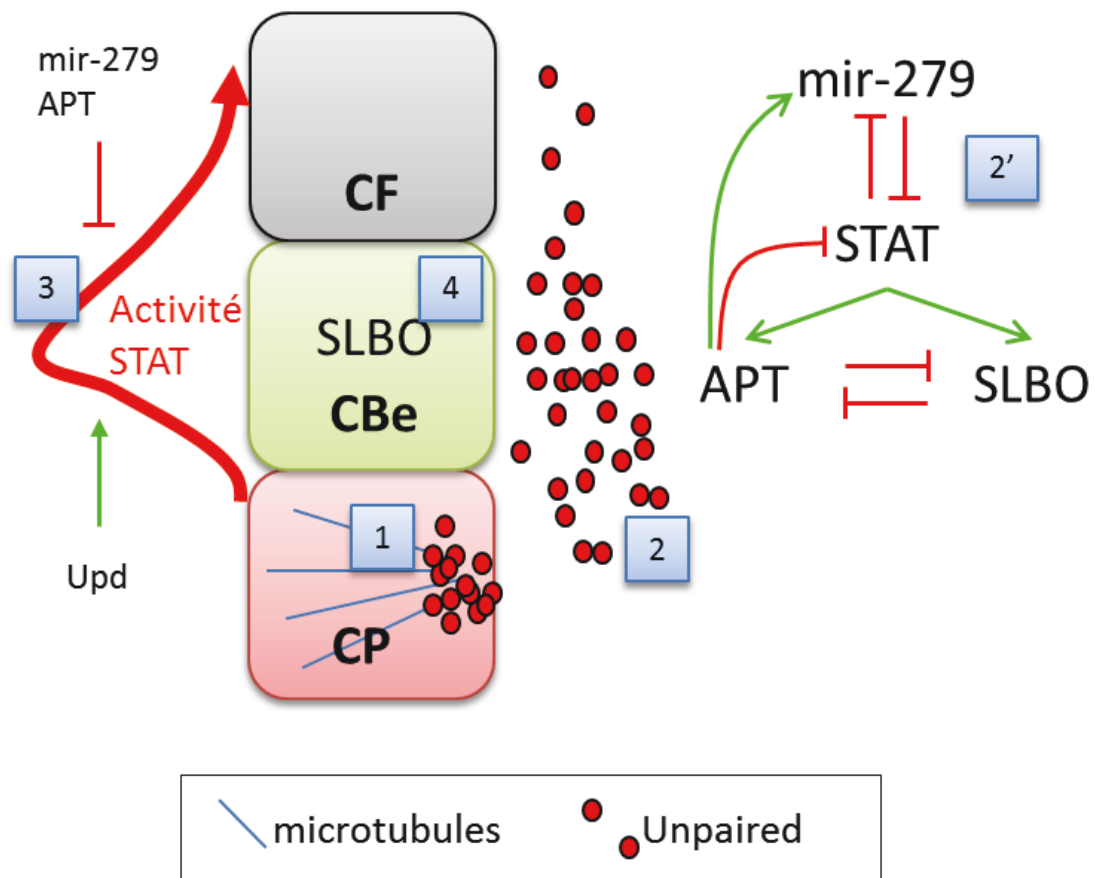 mir-279
APT
3
Activité
STAT
Upd
CF
4
SLBO
CBe
1
CP
2
mir-279
2’
STAT
APT
SLBO
microtubules
Unpaired